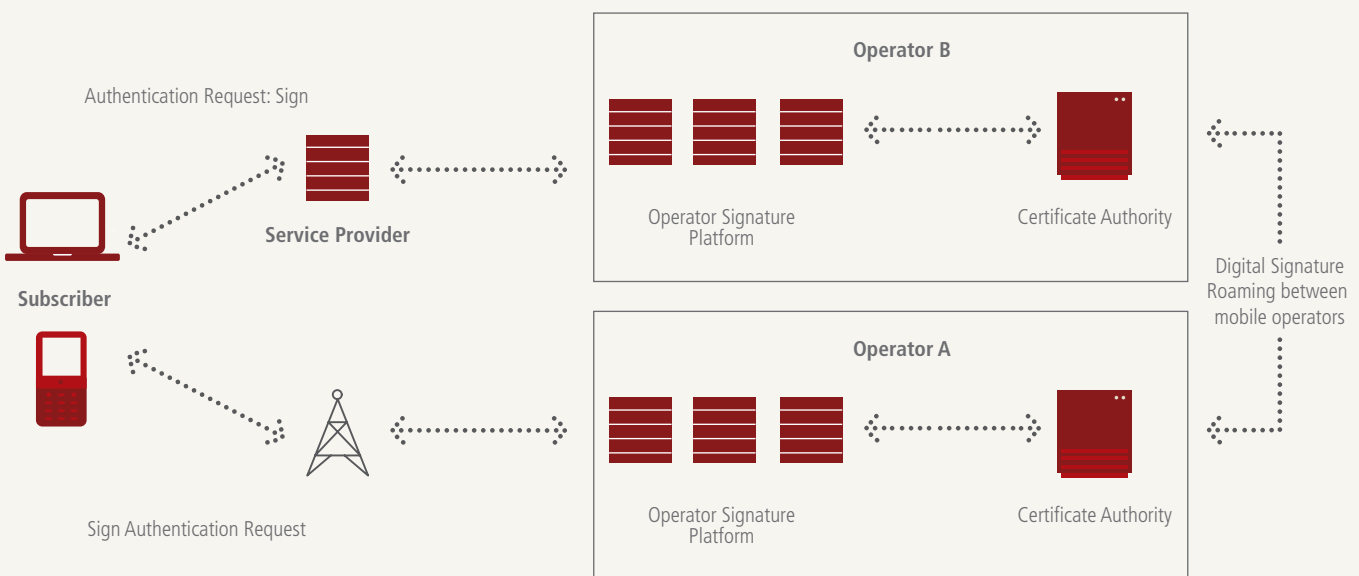 Operator B
Authentication Request: Sign
Service Provider
Operator Signature
Platform
Certificate Authority
Subscriber
Digital Signature
Roaming between
mobile operators
Operator A
Operator Signature
Platform
Certificate Authority
Sign Authentication Request